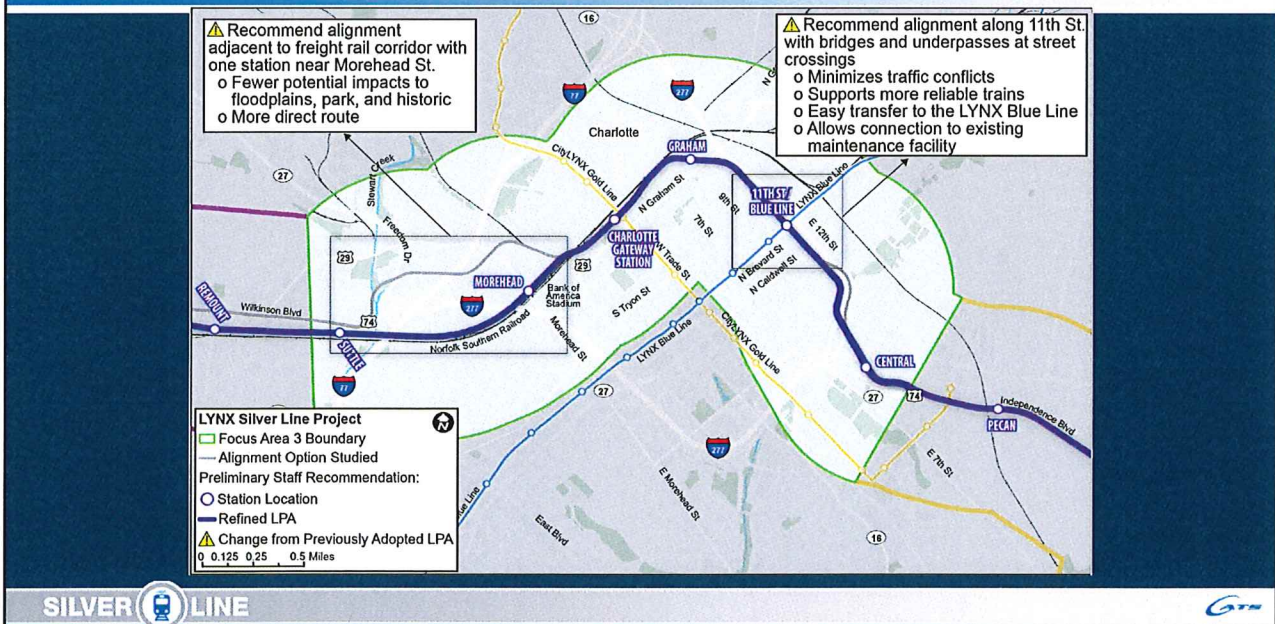 ⚠ Recommend alignment
adjacent to freight rail corridor with
one station near Morehead St.
o Fewer potential impacts to
floodplains, park, and historic
o More direct route
⚠ Recommend alignment along 11th St.
with bridges and underpasses at street
crossings
o Minimizes traffic conflicts
o Supports more reliable trains
o Easy transfer to the LYNX Blue Line
o Allows connection to existing
maintenance facility
16
77
277
Charlotte
CityLYNX Gold Line
GRAHAM
N Graham St
9th St
7th St
11TH ST/
BLUE LINE
LYNX Blue Line
E 12th St
27
Stewart Creek
Freedom Dr
29
CHARLOTTE
GATEWAY
STATION
W Trade St
N Brevard St
N Caldwell St
29
MOREHEAD
277
Bank of
America
Stadium
S Tryon St
REMOUNT
Wilkinson Blvd
74
SUTTLE
Norfolk Southern Railroad
Morehead St
LYNX Blue Line
CityLYNX Gold Line
CENTRAL
27
74
Independence Blvd
PECAN
77
27
277
E 7th St
E Morehead St
East Blvd
16
Blue Line
LYNX Silver Line Project
N
Focus Area 3 Boundary
Alignment Option Studied
Preliminary Staff Recommendation:
Station Location
Refined LPA
⚠ Change from Previously Adopted LPA
0 0.125 0.25 0.5 Miles
SILVER LINE
CATS